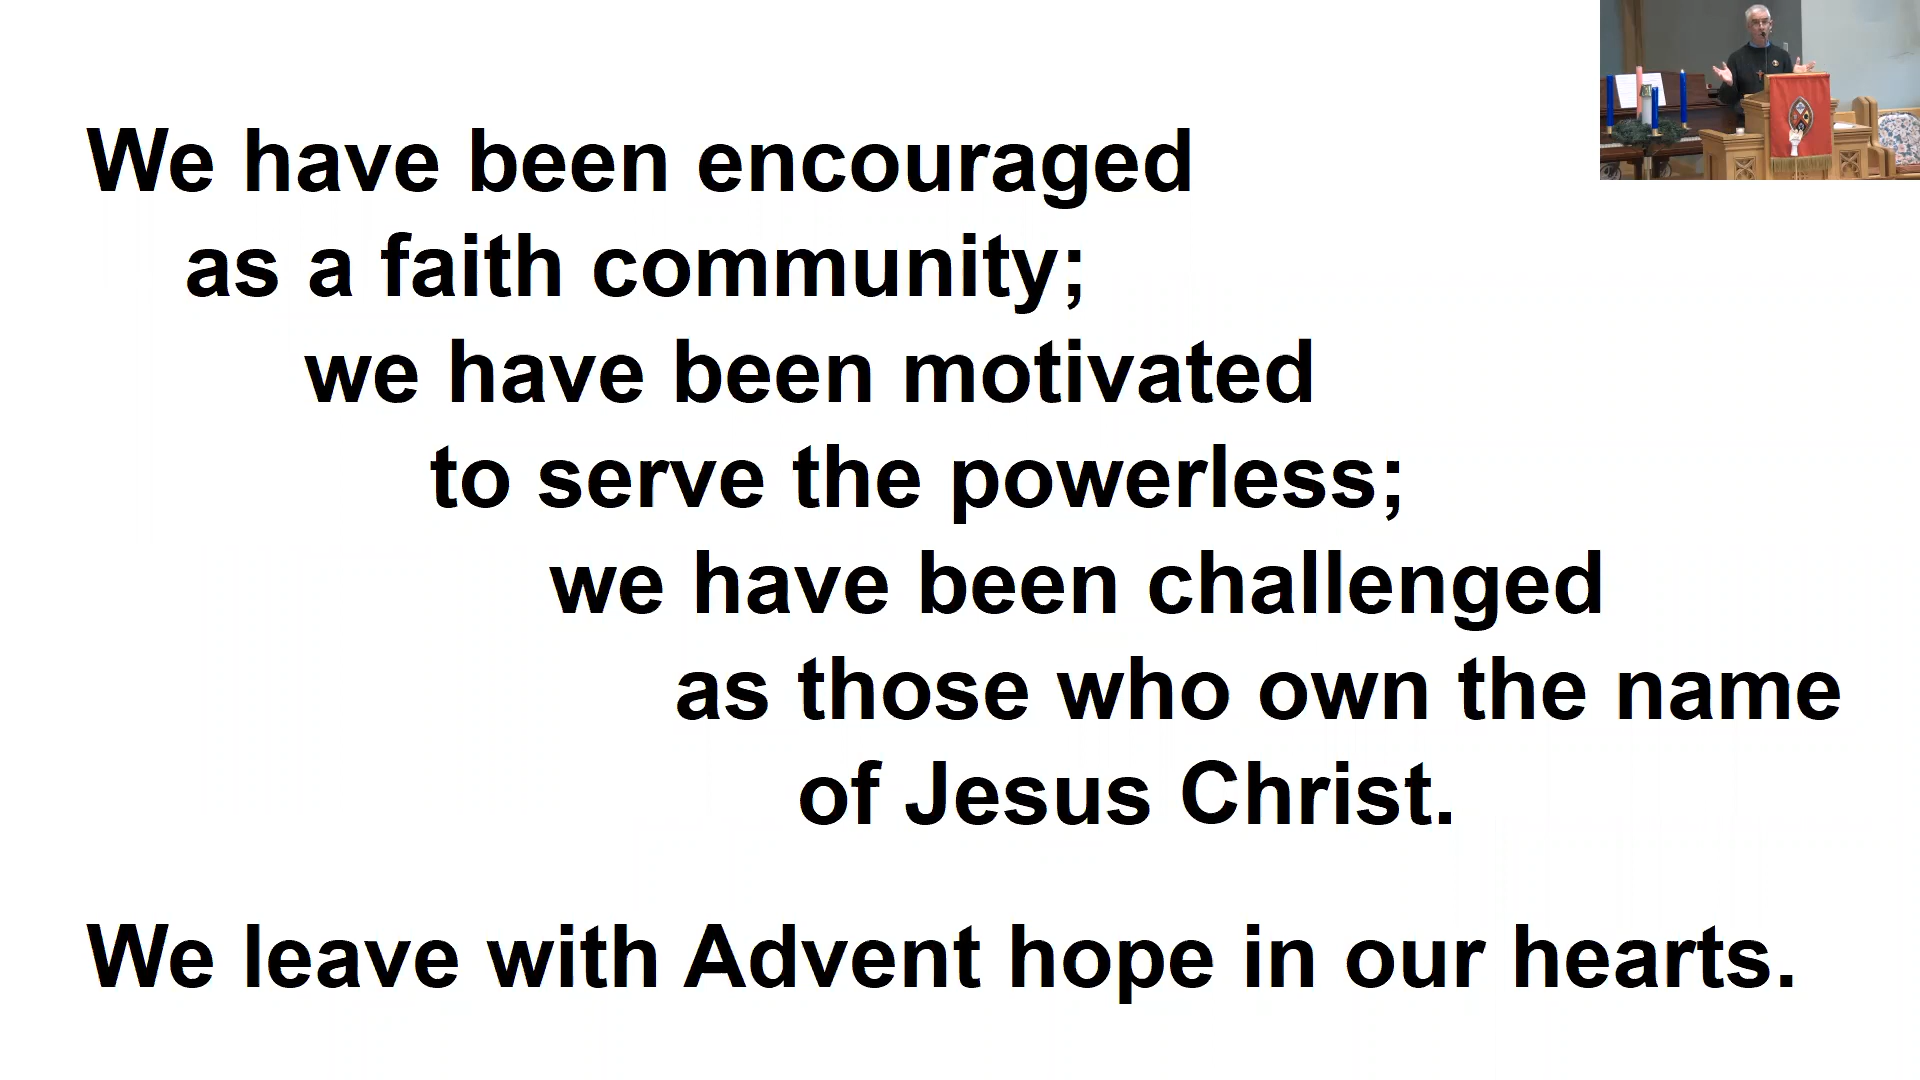 We have been encouraged
as a faith community;
we have been motivated
to serve the powerless;
we have been challenged
as those who own the name
of Jesus Christ.
We leave with Advent hope in our hearts.